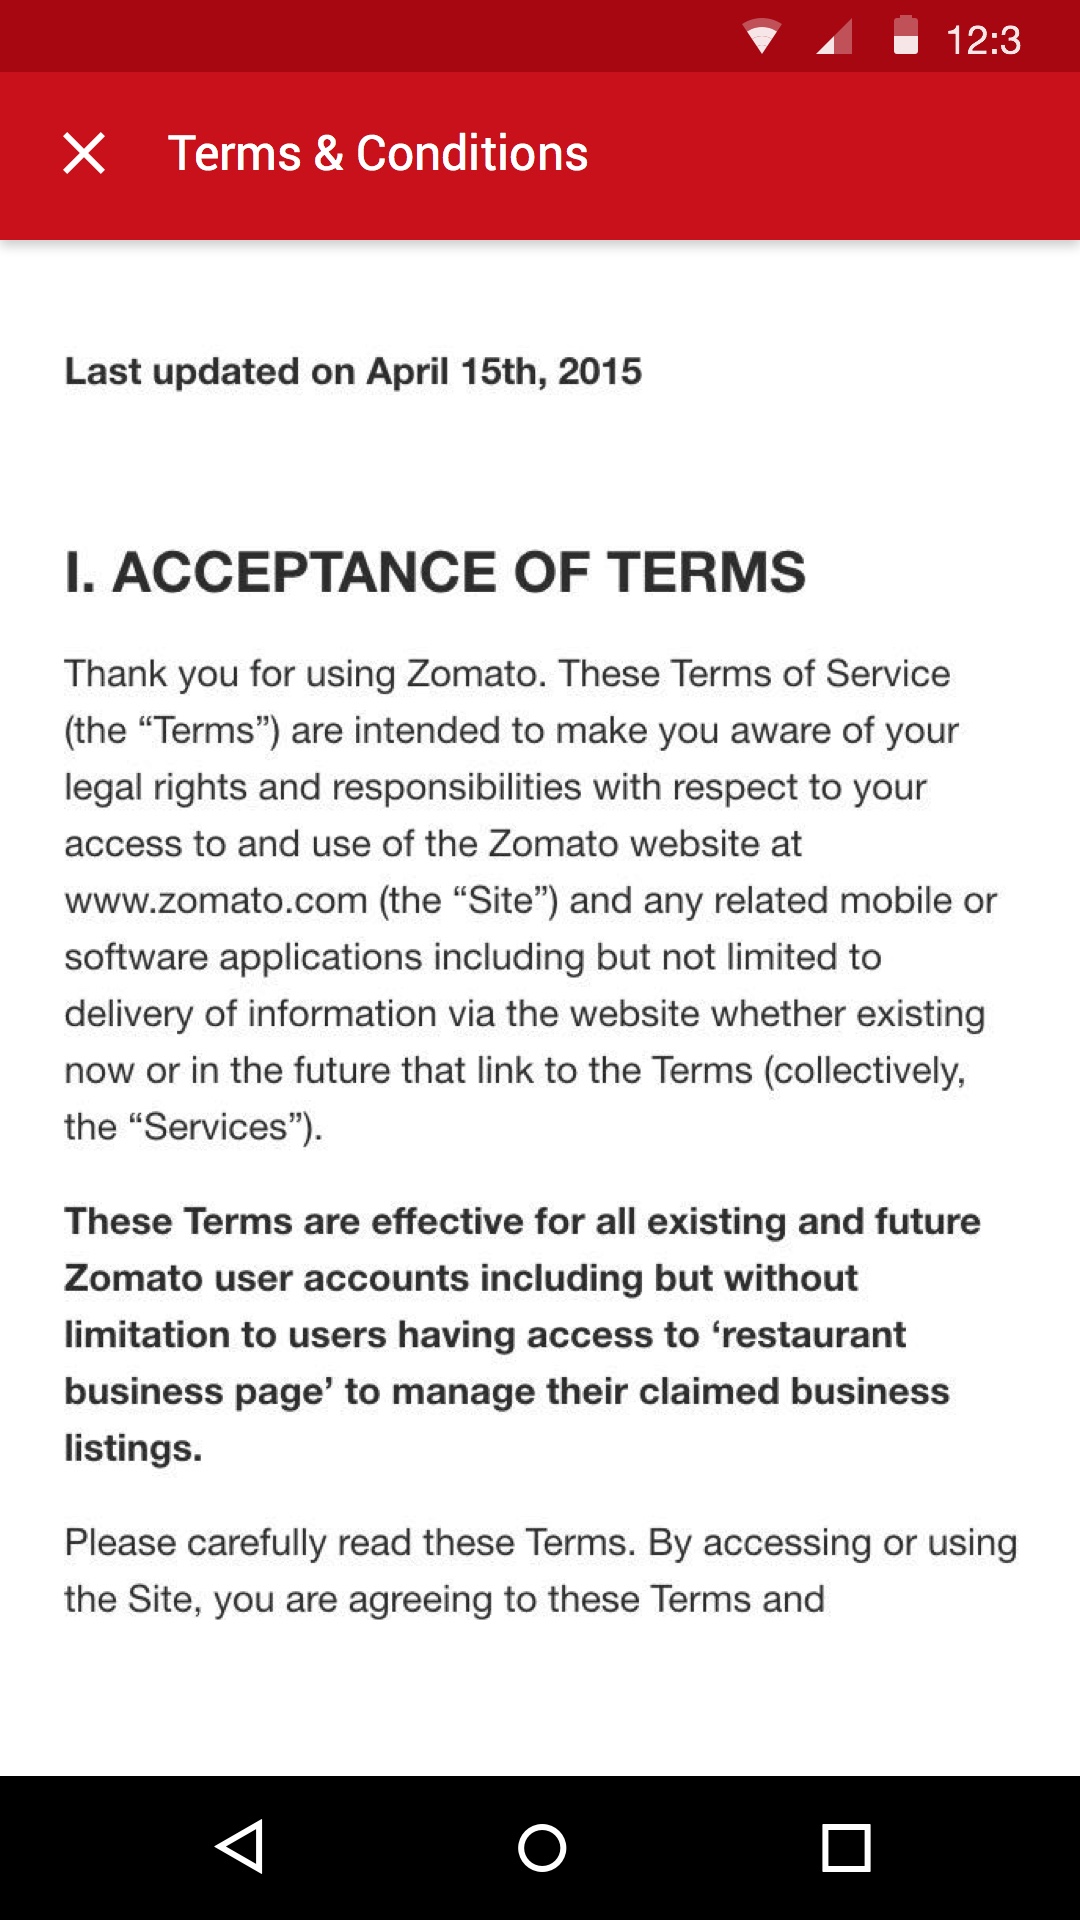 12:3
Terms & Conditions
Last updated on April 15th, 2015
I. ACCEPTANCE OF TERMS
Thank you for using Zomato. These Terms of Service
(the “Terms”) are intended to make you aware of your
legal rights and responsibilities with respect to your
access to and use of the Zomato website at
www.zomato.com (the “Site”) and any related mobile or
software applications including but not limited to
delivery of information via the website whether existing
now or in the future that link to the Terms (collectively,
the “Services”).
These Terms are effective for all existing and future
Zomato user accounts including but without
limitation to users having access to ‘restaurant
business page’ to manage their claimed business
listings.
Please carefully read these Terms. By accessing or using
the Site, you are agreeing to these Terms and